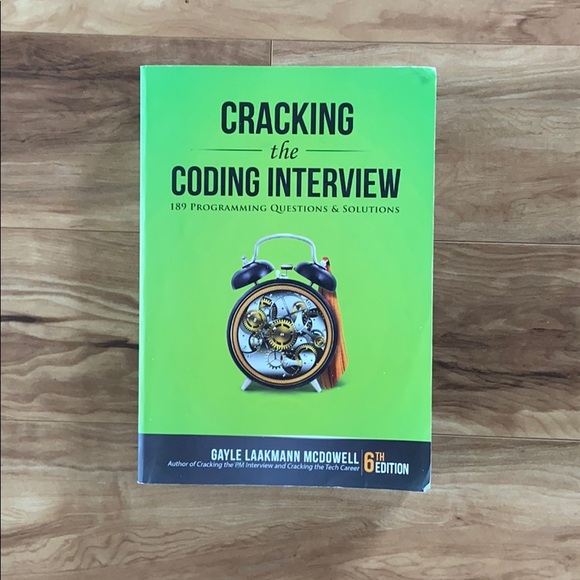 CRACKING
the
CODING INTERVIEW
189 PROGRAMMING QUESTIONS & SOLUTIONS
GAYLE LAAKMANN MCDOWELL
Author of Cracking the PM Interview and Cracking the Tech Career
6TH
EDITION